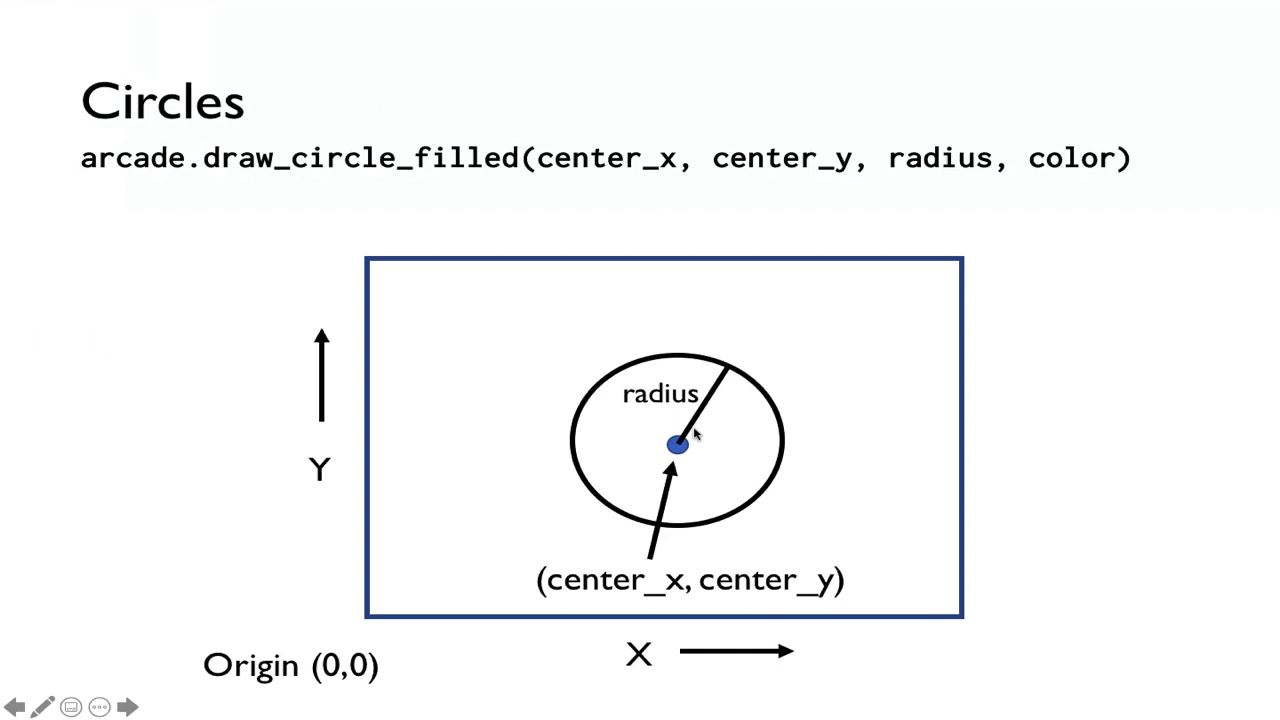 Circles
arcade.draw_circle_filled(center_x, center_y, radius, color)
radius
Y
(center_x, center_y)
X
Origin (0,0)